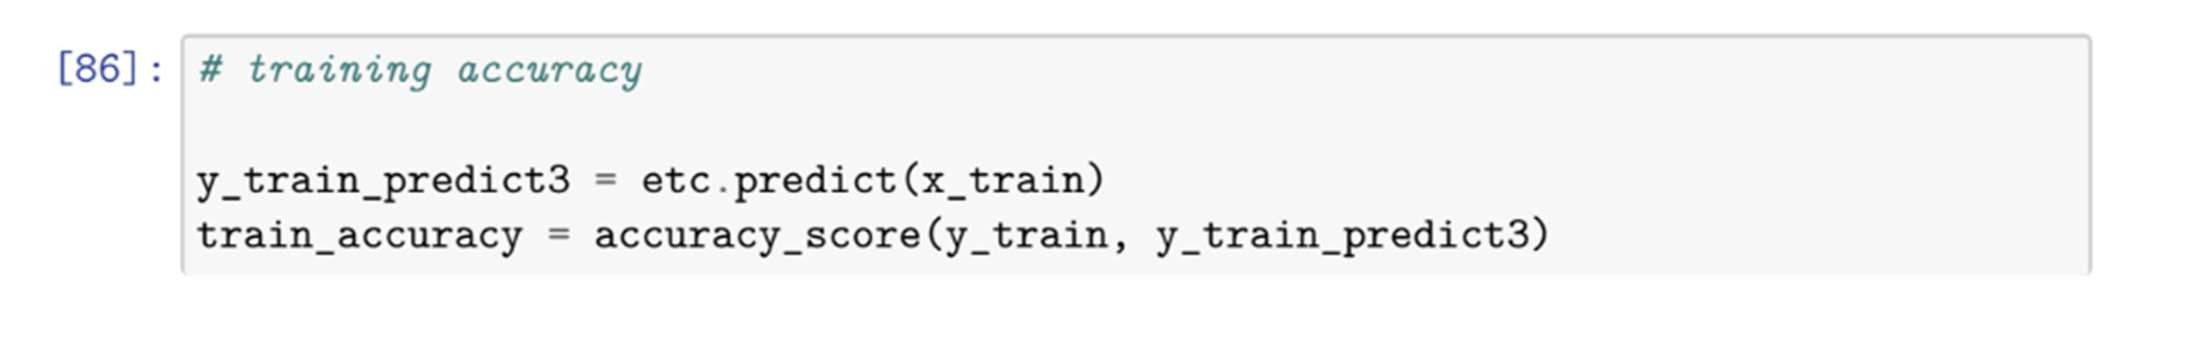 [86]: # training accuracy
y_train_predict3 = etc.predict(x_train)
train_accuracy = accuracy_score(y_train, y_train_predict3)